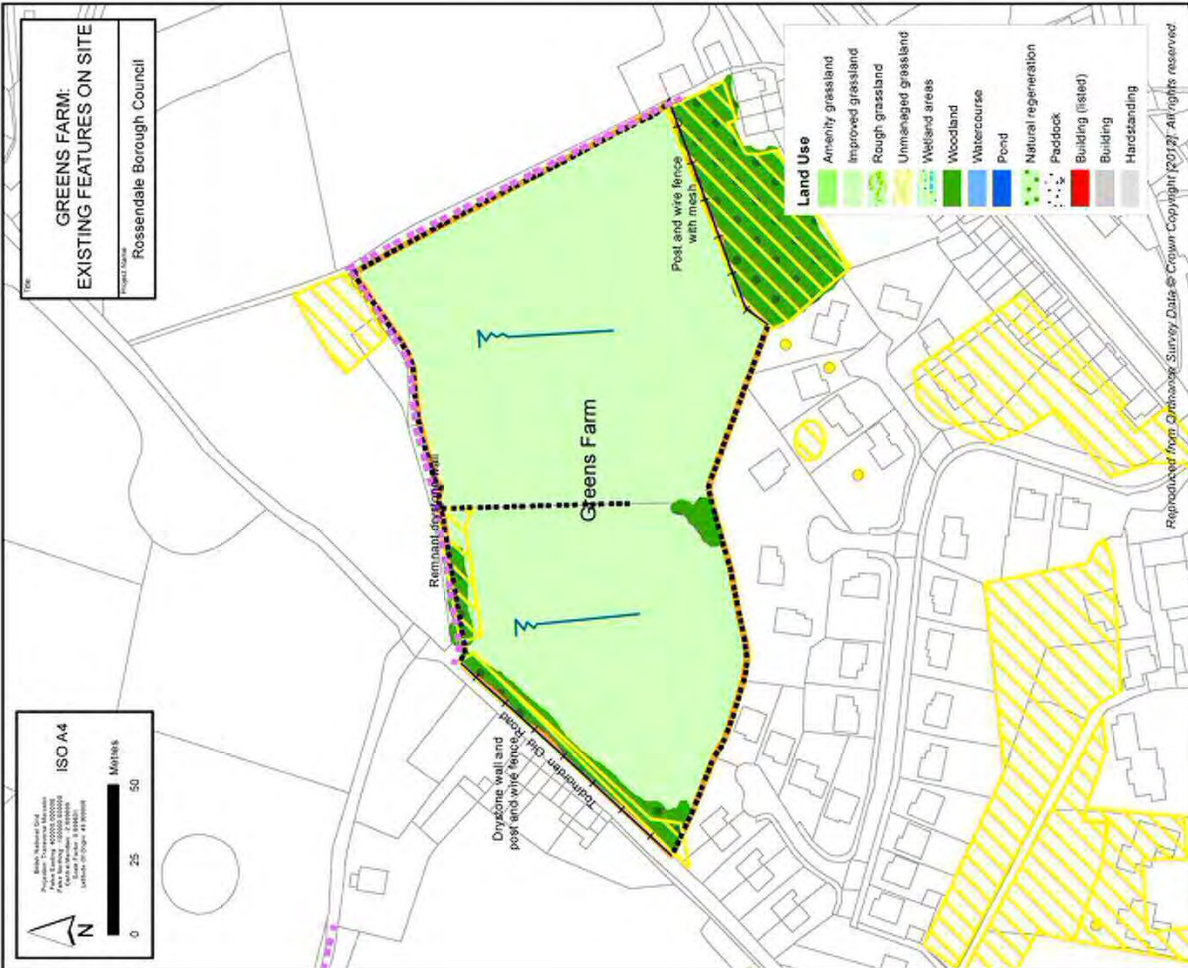 Title
GREENS FARM:
EXISTING FEATURES ON SITE
Project Name
Rossendale Borough Council
ISO A4
N
British National Grid
Metres
0
25
50
Remnant drystone wall
Greens Farm
Post and wire fence
with mesh
Drystone wall and
post and wire fence
Todmorden Old Road
Land Use
Amenity grassland
Improved grassland
Rough grassland
Unmanaged grassland
Wetland areas
Woodland
Watercourse
Pond
Natural regeneration
Paddock
Building (listed)
Building
Hardstanding
Reproduced from Ordnance Survey Data © Crown Copyright [2012]. All rights reserved.